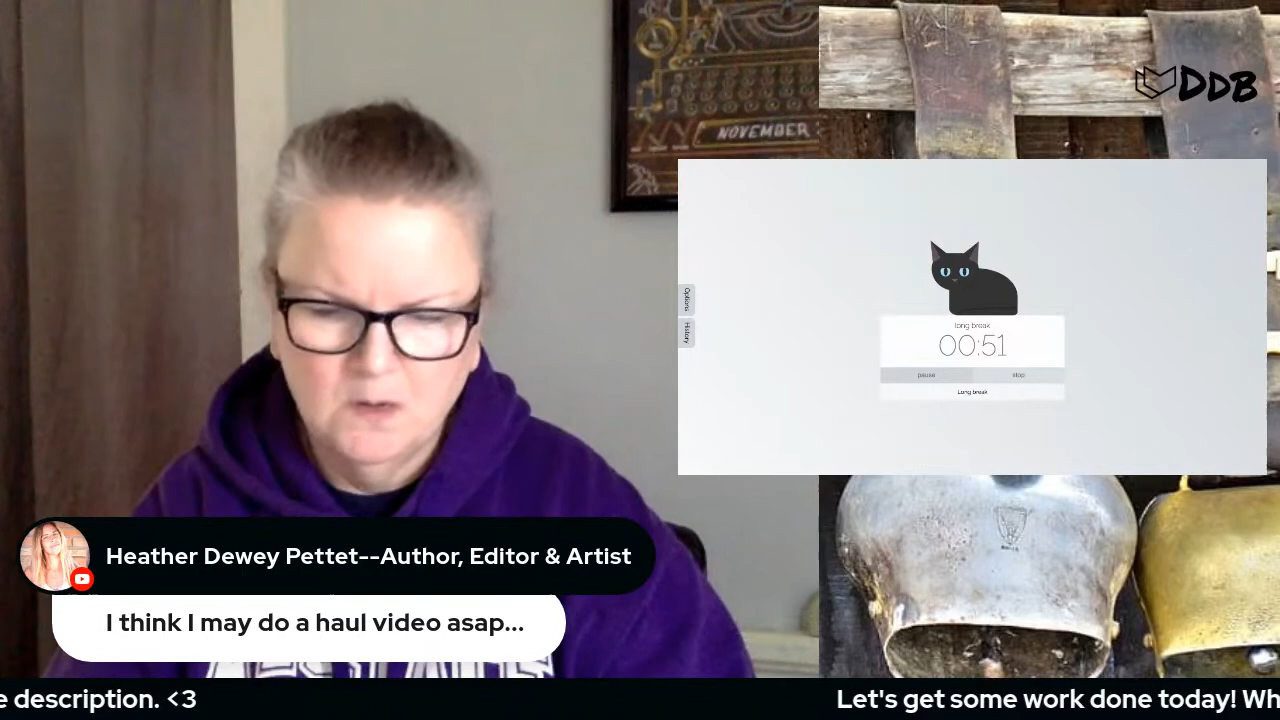 NOVEMBER
DDB
Options
History
long break
00:51
pause
stop
Long break
Heather Dewey Pettet--Author, Editor & Artist
I think I may do a haul video asap...
e description. <3
Let's get some work done today! Wh